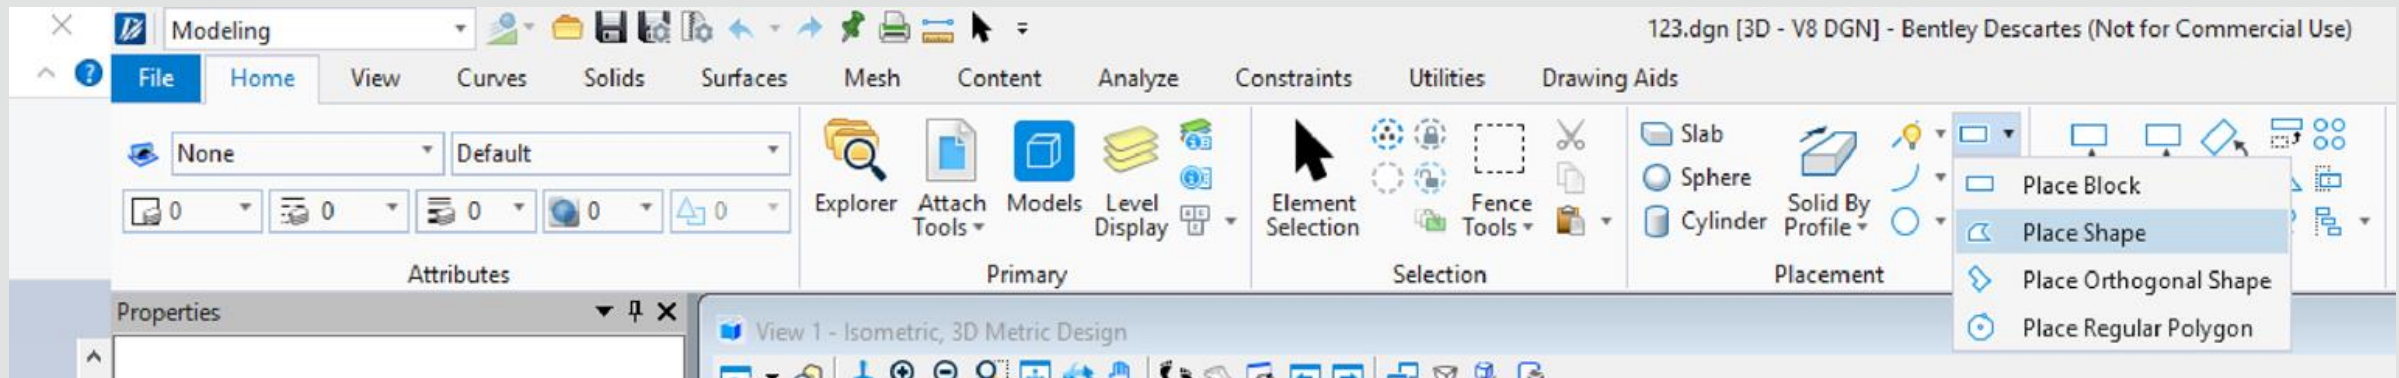 Modeling
123.dgn [3D - V8 DGN] - Bentley Descartes (Not for Commercial Use)
File Home View Curves Solids Surfaces Mesh Content Analyze Constraints Utilities Drawing Aids
None Default
0 0 0 0 0
Attributes
Explorer
Attach
Tools
Models
Level
Display
Primary
Element
Selection
Fence
Tools
Selection
Slab
Sphere
Cylinder
Solid By
Profile
Placement
Place Block
Place Shape
Place Orthogonal Shape
Place Regular Polygon
Properties
View 1 - Isometric, 3D Metric Design